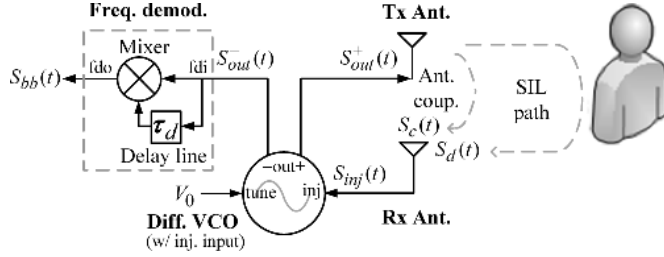 Freq. demod.
Mixer
S_bb(t)
fdo
fdi
S⁻_out(t)
S⁺_out(t)
Tx Ant.
Ant.
coup.
SIL
path
τ_d
Delay line
S_c(t)
S_d(t)
−out+
V₀
tune
inj
S_inj(t)
Diff. VCO
(w/ inj. input)
Rx Ant.